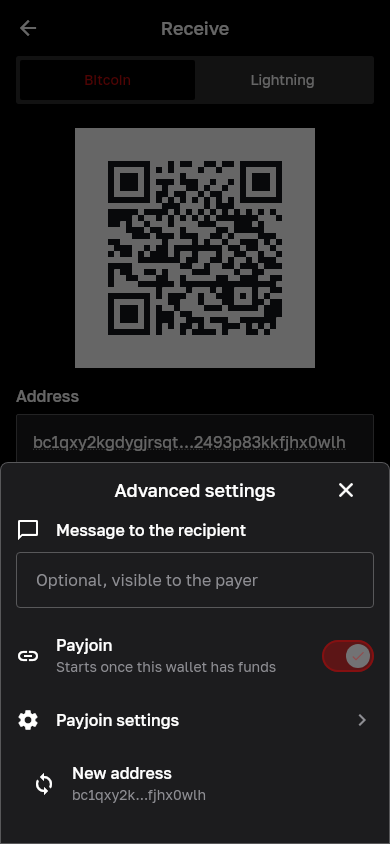 Receive
Bitcoin
Lightning
Address
bc1qxy2kgdygjrsqt...2493p83kkfjhx0wlh
Advanced settings
Message to the recipient
Optional, visible to the payer
Payjoin
Starts once this wallet has funds
Payjoin settings
New address
bc1qxy2k...fjhx0wlh